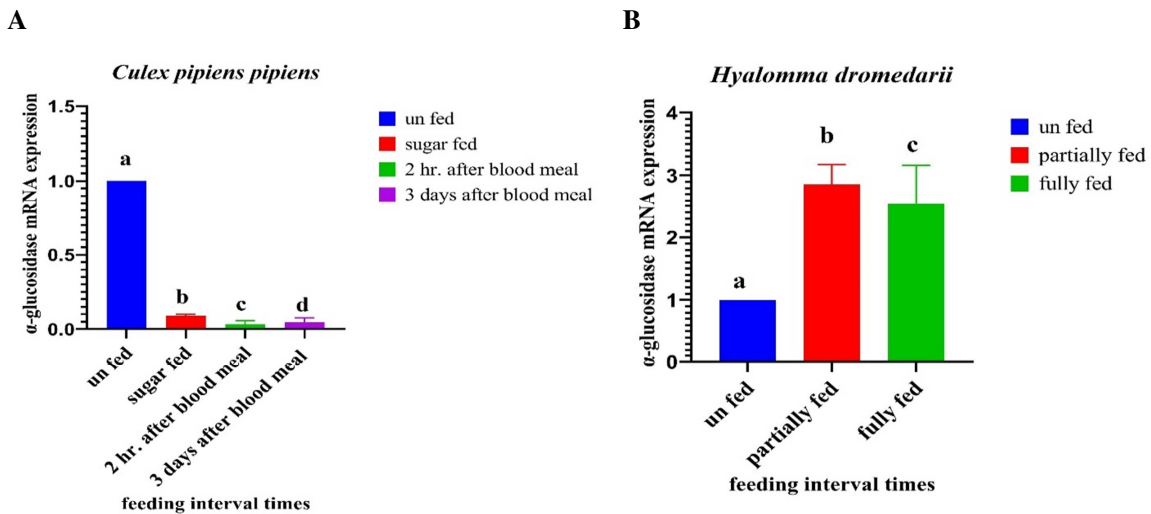 A
Culex pipiens pipiens
α-glucosidase mRNA expression
1.5
1.0
0.5
0.0
a
b
c
d
un fed
sugar fed
2 hr. after blood meal
3 days after blood meal
feeding interval times
un fed
sugar fed
2 hr. after blood meal
3 days after blood meal
B
Hyalomma dromedarii
α-glucosidase mRNA expression
4
3
2
1
0
a
b
c
un fed
partially fed
fully fed
feeding interval times
un fed
partially fed
fully fed